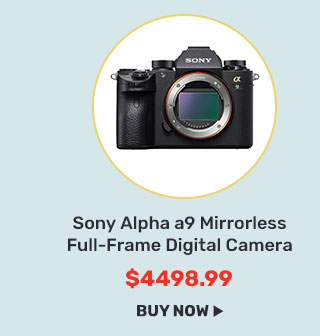 SONY
α
9
Sony Alpha a9 Mirrorless
Full-Frame Digital Camera
$4498.99
BUY NOW ▶